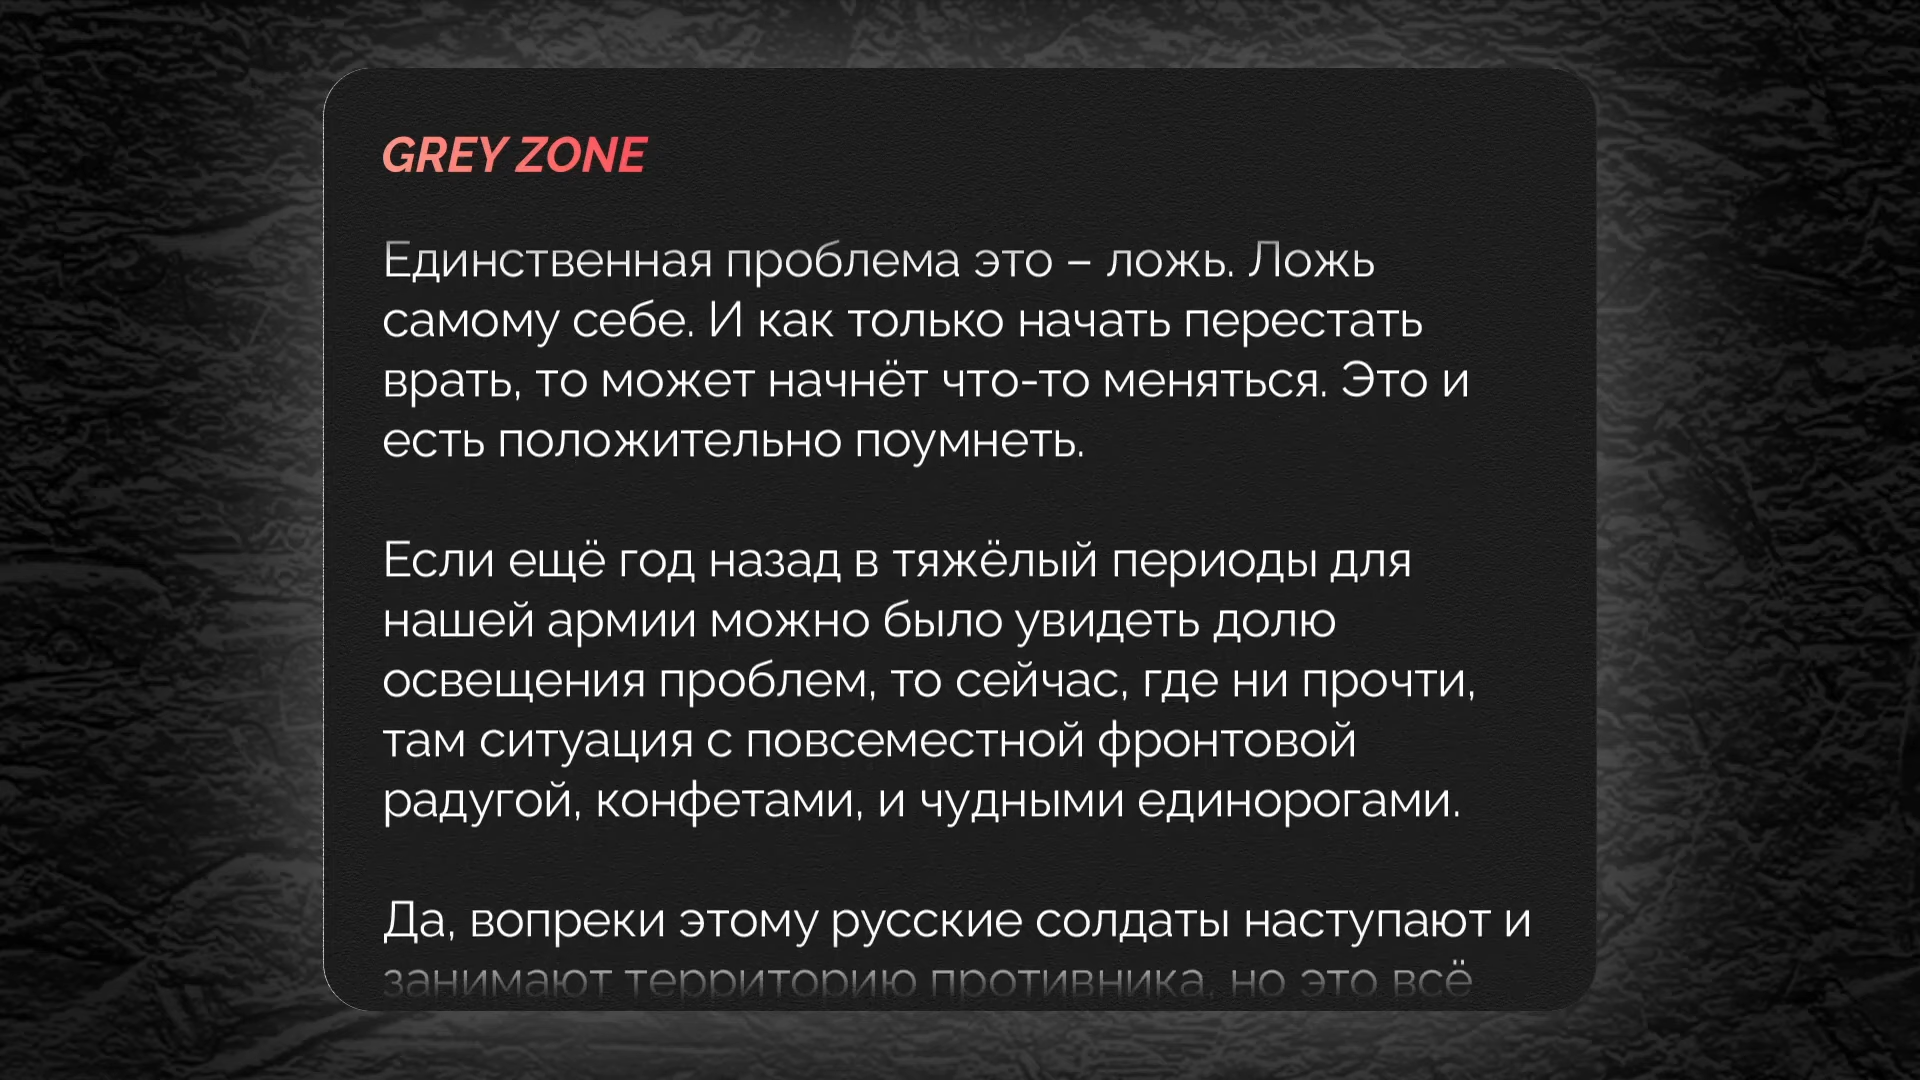 GREY ZONE
Единственная проблема это – ложь. Ложь
самому себе. И как только начать перестать
врать, то может начнёт что-то меняться. Это и
есть положительно поумнеть.
Если ещё год назад в тяжёлый периоды для
нашей армии можно было увидеть долю
освещения проблем, то сейчас, где ни прочти,
там ситуация с повсеместной фронтовой
радугой, конфетами, и чудными единорогами.
Да, вопреки этому русские солдаты наступают и
занимают территорию противника, но это всё